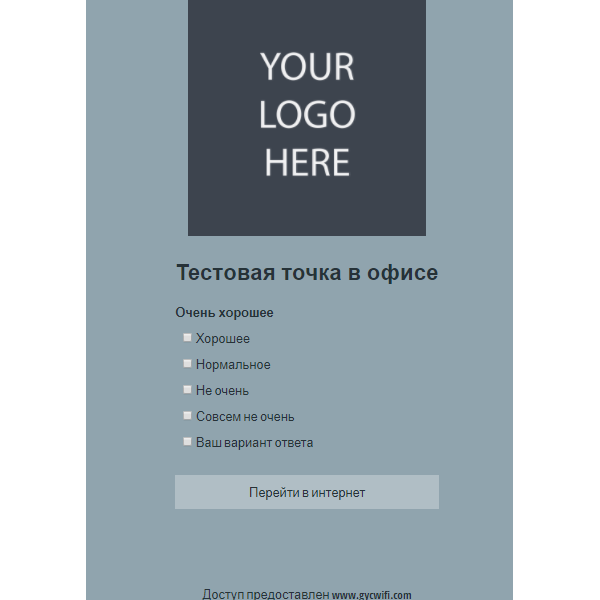 YOUR
LOGO
HERE
Тестовая точка в офисе
Очень хорошее
Хорошее
Нормальное
Не очень
Совсем не очень
Ваш вариант ответа
Перейти в интернет
Доступ предоставлен www.gycwifi.com